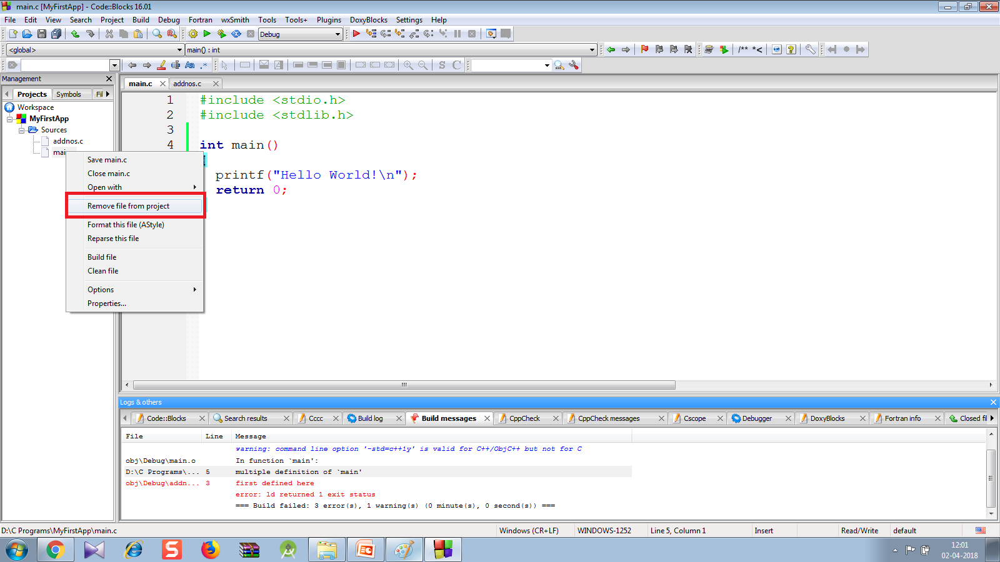 main.c [MyFirstApp] - Code::Blocks 16.01
File Edit View Search Project Build Debug Fortran wxSmith Tools Tools+ Plugins DoxyBlocks Settings Help
Debug
<global> main() : int
/** *<
Aa .*
S C
Management
Projects Symbols Fil
main.c addnos.c
Workspace
MyFirstApp
Sources
addnos.c
mai
1 #include <stdio.h>
2 #include <stdlib.h>
3
4 int main()
printf("Hello World!\n");
return 0;
Save main.c
Close main.c
Open with
Remove file from project
Format this file (AStyle)
Reparse this file
Build file
Clean file
Options
Properties...
Logs & others
Code::Blocks Search results Cccc Build log Build messages CppCheck CppCheck messages Cscope Debugger DoxyBlocks Fortran info Closed fil
File Line Message
warning: command line option '-std=c++1y' is valid for C++/ObjC++ but not for C
obj\Debug\main.o In function `main':
D:\C Programs\... 5 multiple definition of `main'
obj\Debug\addn... 3 first defined here
error: ld returned 1 exit status
=== Build failed: 3 error(s), 1 warning(s) (0 minute(s), 0 second(s)) ===
D:\C Programs\MyFirstApp\main.c Windows (CR+LF) WINDOWS-1252 Line 5, Column 1 Insert Read/Write default
12:01
02-04-2018